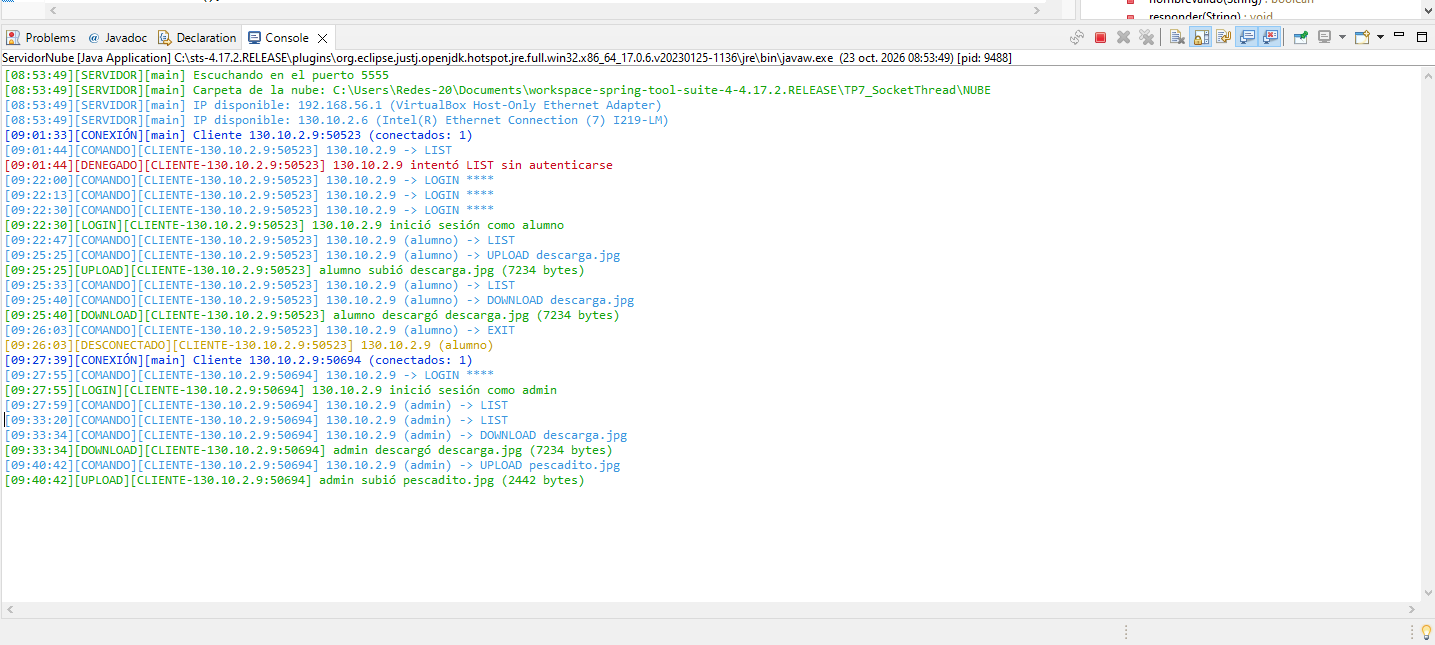 responder(String) : void
Problems @ Javadoc Declaration Console
ServidorNube [Java Application] C:\sts-4.17.2.RELEASE\plugins\org.eclipse.justj.openjdk.hotspot.jre.full.win32.x86_64_17.0.6.v20230125-1136\jre\bin\javaw.exe (23 oct. 2026 08:53:49) [pid: 9488]
[08:53:49][SERVIDOR][main] Escuchando en el puerto 5555
[08:53:49][SERVIDOR][main] Carpeta de la nube: C:\Users\Redes-20\Documents\workspace-spring-tool-suite-4-4.17.2.RELEASE\TP7_SocketThread\NUBE
[08:53:49][SERVIDOR][main] IP disponible: 192.168.56.1 (VirtualBox Host-Only Ethernet Adapter)
[08:53:49][SERVIDOR][main] IP disponible: 130.10.2.6 (Intel(R) Ethernet Connection (7) I219-LM)
[09:01:33][CONEXIÓN][main] Cliente 130.10.2.9:50523 (conectados: 1)
[09:01:44][COMANDO][CLIENTE-130.10.2.9:50523] 130.10.2.9 -> LIST
[09:01:44][DENEGADO][CLIENTE-130.10.2.9:50523] 130.10.2.9 intentó LIST sin autenticarse
[09:22:00][COMANDO][CLIENTE-130.10.2.9:50523] 130.10.2.9 -> LOGIN ****
[09:22:13][COMANDO][CLIENTE-130.10.2.9:50523] 130.10.2.9 -> LOGIN ****
[09:22:30][COMANDO][CLIENTE-130.10.2.9:50523] 130.10.2.9 -> LOGIN ****
[09:22:30][LOGIN][CLIENTE-130.10.2.9:50523] 130.10.2.9 inició sesión como alumno
[09:22:47][COMANDO][CLIENTE-130.10.2.9:50523] 130.10.2.9 (alumno) -> LIST
[09:25:25][COMANDO][CLIENTE-130.10.2.9:50523] 130.10.2.9 (alumno) -> UPLOAD descarga.jpg
[09:25:25][UPLOAD][CLIENTE-130.10.2.9:50523] alumno subió descarga.jpg (7234 bytes)
[09:25:33][COMANDO][CLIENTE-130.10.2.9:50523] 130.10.2.9 (alumno) -> LIST
[09:25:40][COMANDO][CLIENTE-130.10.2.9:50523] 130.10.2.9 (alumno) -> DOWNLOAD descarga.jpg
[09:25:40][DOWNLOAD][CLIENTE-130.10.2.9:50523] alumno descargó descarga.jpg (7234 bytes)
[09:26:03][COMANDO][CLIENTE-130.10.2.9:50523] 130.10.2.9 (alumno) -> EXIT
[09:26:03][DESCONECTADO][CLIENTE-130.10.2.9:50523] 130.10.2.9 (alumno)
[09:27:39][CONEXIÓN][main] Cliente 130.10.2.9:50694 (conectados: 1)
[09:27:55][COMANDO][CLIENTE-130.10.2.9:50694] 130.10.2.9 -> LOGIN ****
[09:27:55][LOGIN][CLIENTE-130.10.2.9:50694] 130.10.2.9 inició sesión como admin
[09:27:59][COMANDO][CLIENTE-130.10.2.9:50694] 130.10.2.9 (admin) -> LIST
[09:33:20][COMANDO][CLIENTE-130.10.2.9:50694] 130.10.2.9 (admin) -> LIST
[09:33:34][COMANDO][CLIENTE-130.10.2.9:50694] 130.10.2.9 (admin) -> DOWNLOAD descarga.jpg
[09:33:34][DOWNLOAD][CLIENTE-130.10.2.9:50694] admin descargó descarga.jpg (7234 bytes)
[09:40:42][COMANDO][CLIENTE-130.10.2.9:50694] 130.10.2.9 (admin) -> UPLOAD pescadito.jpg
[09:40:42][UPLOAD][CLIENTE-130.10.2.9:50694] admin subió pescadito.jpg (2442 bytes)